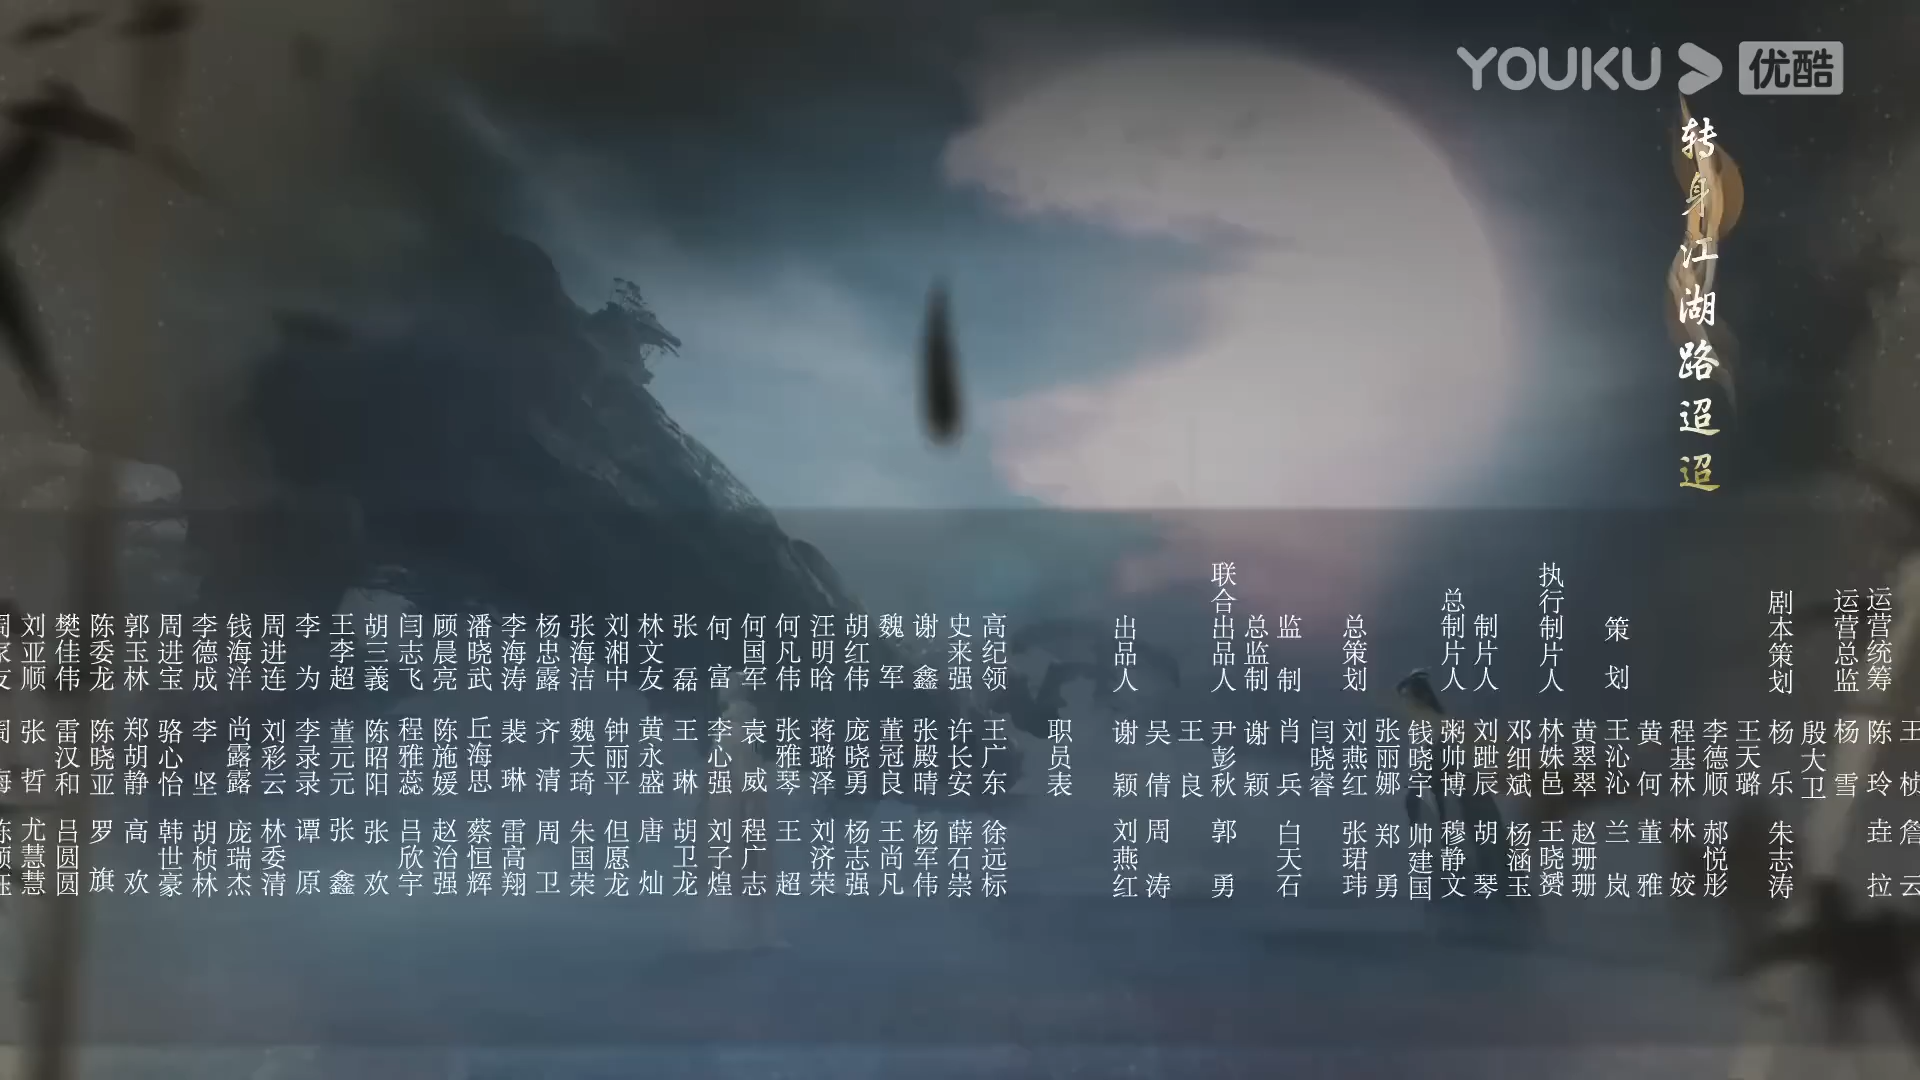 YOUKU 优酷
转身江湖路迢迢
王桢 詹云
运营统筹 陈玲 垚拉
运营总监 杨雪
殷大卫
剧本策划 杨乐 朱志涛
王天璐
李德顺 郝悦彤
程基林 林姣
黄何 董雅
策划 王沁沁 兰岚
黄翠翠 赵珊珊
执行制片人 林姝邑 王晓赟
邓细斌 杨涵玉
制片人 刘跇辰 胡琴
总制片人 粥帅博 穆静文
钱晓宇 帅建国
张丽娜 郑勇
总策划 刘燕红 张珺玮
闫晓睿
监制 肖兵 白天石
总监制 谢颖
联合出品人 尹彭秋 郭勇
王良
吴倩 周涛
出品人 谢颖 刘燕红
职员表
高纪领 王广东 徐远标
史来强 许长安 薛石崇
谢鑫 张殿晴 杨军伟
魏军 董冠良 王尚凡
胡红伟 庞晓勇 杨志强
汪明晗 蒋璐泽 刘济荣
何凡伟 张雅琴 王超
何国军 袁威 程广志
何富 李心强 刘子煌
张磊 王琳 胡卫龙
林文友 黄永盛 唐灿
刘湘中 钟丽平 但愿龙
张海洁 魏天琦 朱国荣
杨忠露 齐清 周卫
李海涛 裴琳 雷高翔
潘晓武 丘海思 蔡恒辉
顾晨亮 陈施媛 赵治强
闫志飞 程雅蕊 吕欣宇
胡三義 陈昭阳 张欢
王李超 董元元 张鑫
李为 李录录 谭原
周进连 刘彩云 林委清
钱海洋 尚露露 庞瑞杰
李德成 李坚 胡桢林
周进宝 骆心怡 韩世豪
郭玉林 郑胡静 高欢
陈委龙 陈晓亚 罗旗
樊佳伟 雷汉和 吕圆圆
刘亚顺 张哲 尤慧慧